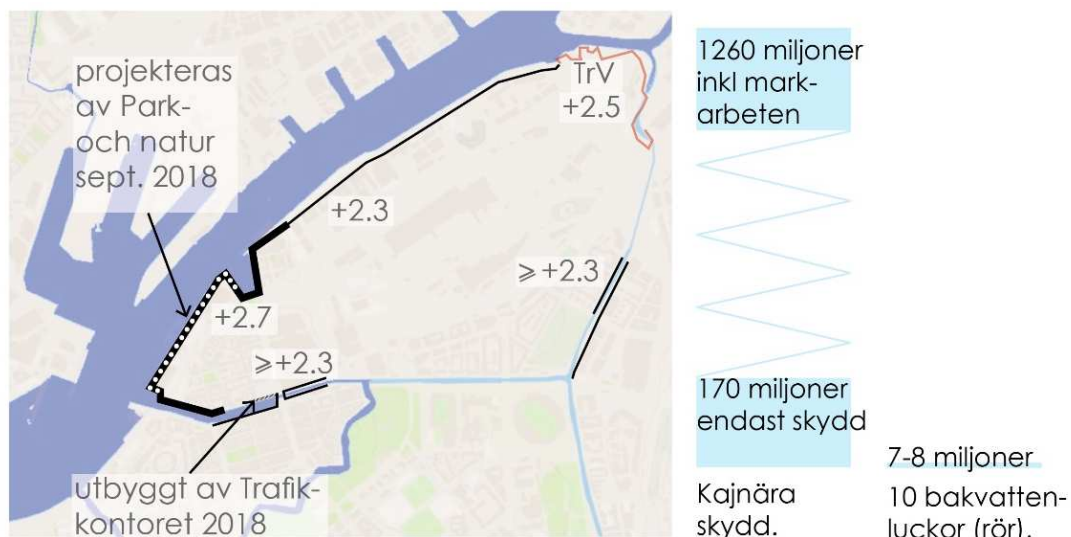 projekteras
av Park-
och natur
sept. 2018
TrV
+2.5
+2.3
⩾+2.3
+2.7
⩾+2.3
utbyggt av Trafik-
kontoret 2018
1260 miljoner
inkl mark-
arbeten
170 miljoner
endast skydd
Kajnära
skydd.
7-8 miljoner
10 bakvatten-
luckor (rör).